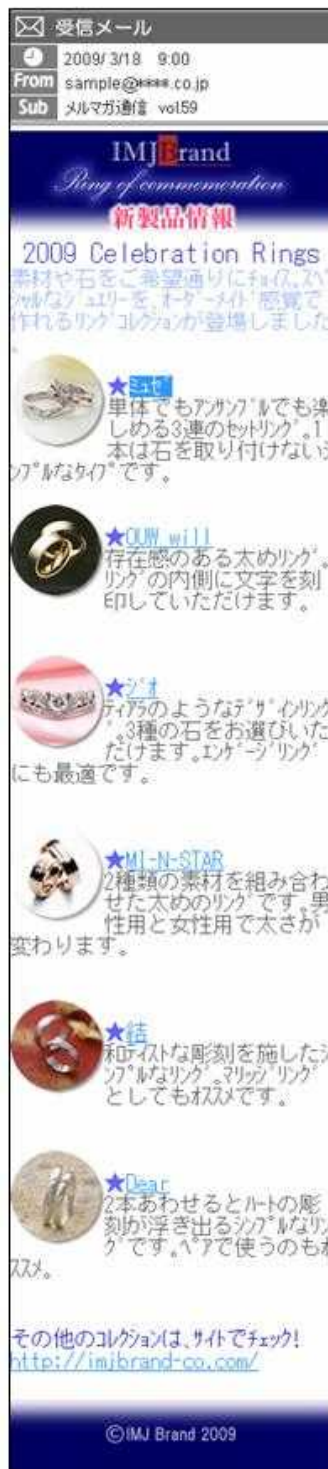 受信メール
2009/ 3/18 9:00
From sample@****.co.jp
Sub メルマガ通信 vol59
IMJBrand
Ring of commemoration
新製品情報
2009 Celebration Rings
素材や石をご希望通りにﾁｮｲｽ｡ｽﾍﾟ
ｼｬﾙなｼﾞｭｴﾘｰを､ｵｰﾀﾞｰﾒｲﾄﾞ感覚で
作れるﾘﾝｸﾞｺﾚｸｼｮﾝが登場しました
｡
★ﾐｭｾﾞ
単体でもｱﾝｻﾝﾌﾞﾙでも楽
しめる3連のｾｯﾄﾘﾝｸﾞ｡1
本は石を取り付けないｼ
ﾝﾌﾟﾙなﾀｲﾌﾟです。
★OUW will
存在感のある太めﾘﾝｸﾞ｡
ﾘﾝｸﾞの内側に文字を刻
印していただけます。
★ｼﾞｵ
ﾃｨｱﾗのようなﾃﾞｻﾞｲﾝﾘﾝｸ
ﾞ｡3種の石をお選びいた
だけます｡ｴﾝｹﾞｰｼﾞﾘﾝｸﾞ
にも最適です。
★MI-N-STAR
2種類の素材を組み合わ
せた太めのﾘﾝｸﾞです｡男
性用と女性用で太さが
変わります。
★結
和ﾃｲｽﾄな彫刻を施したｼ
ﾝﾌﾟﾙなﾘﾝｸﾞ｡ﾏﾘｯｼﾞﾘﾝｸﾞ
としてもｵｽｽﾒです。
★Dear
2本あわせるとﾊｰﾄの彫
刻が浮き出るｼﾝﾌﾟﾙなﾘﾝ
ｸﾞです｡ﾍﾟｱで使うのもｵ
ｽｽﾒ｡
その他のｺﾚｸｼｮﾝは､ｻｲﾄでﾁｪｯｸ!
http://imjbrand-co.com/
©IMJ Brand 2009